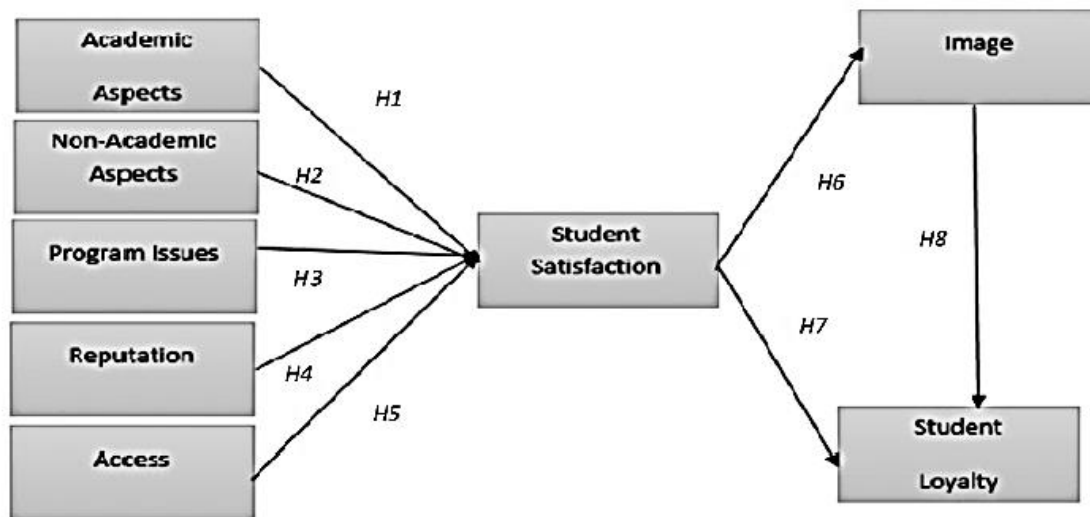 Academic
Aspects
H1
Non-Academic
Aspects
H2
Program Issues
H3
Reputation
H4
Access
H5
Student
Satisfaction
Image
H6
H7
H8
Student
Loyalty